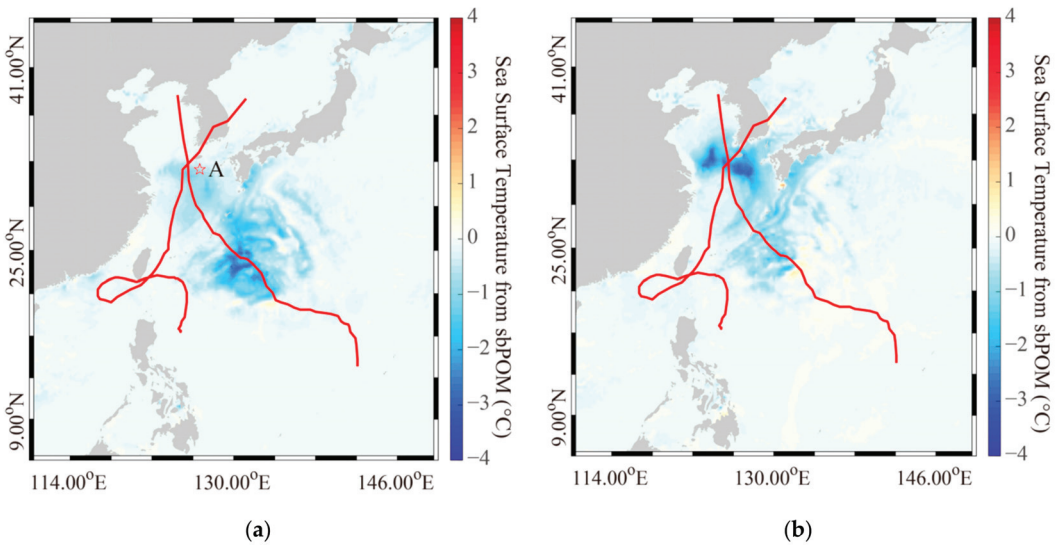 41.00°N
25.00°N
9.00°N
114.00°E
130.00°E
146.00°E
A
4
3
2
1
0
−1
−2
−3
−4
Sea Surface Temperature from sbPOM (°C)
(a)
41.00°N
25.00°N
9.00°N
114.00°E
130.00°E
146.00°E
4
3
2
1
0
−1
−2
−3
−4
Sea Surface Temperature from sbPOM (°C)
(b)